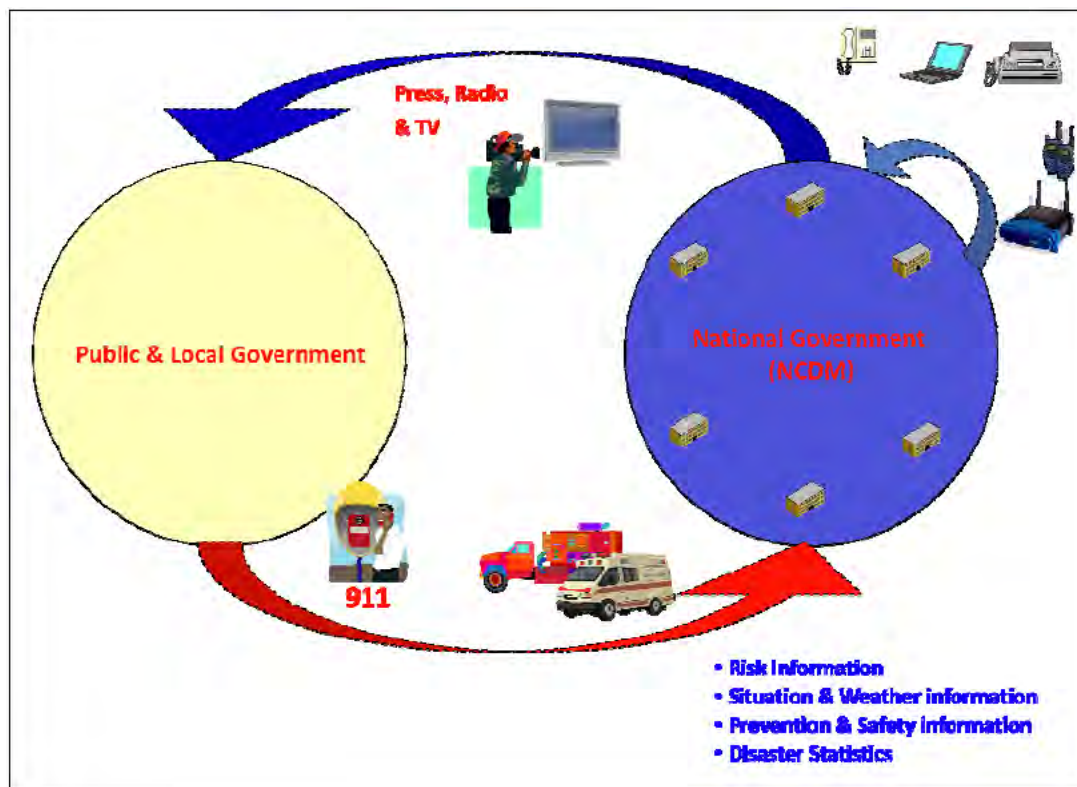 Press, Radio
& TV
Public & Local Government
National Government
(NCDM)
911
• Risk Information
• Situation & Weather information
• Prevention & Safety information
• Disaster Statistics